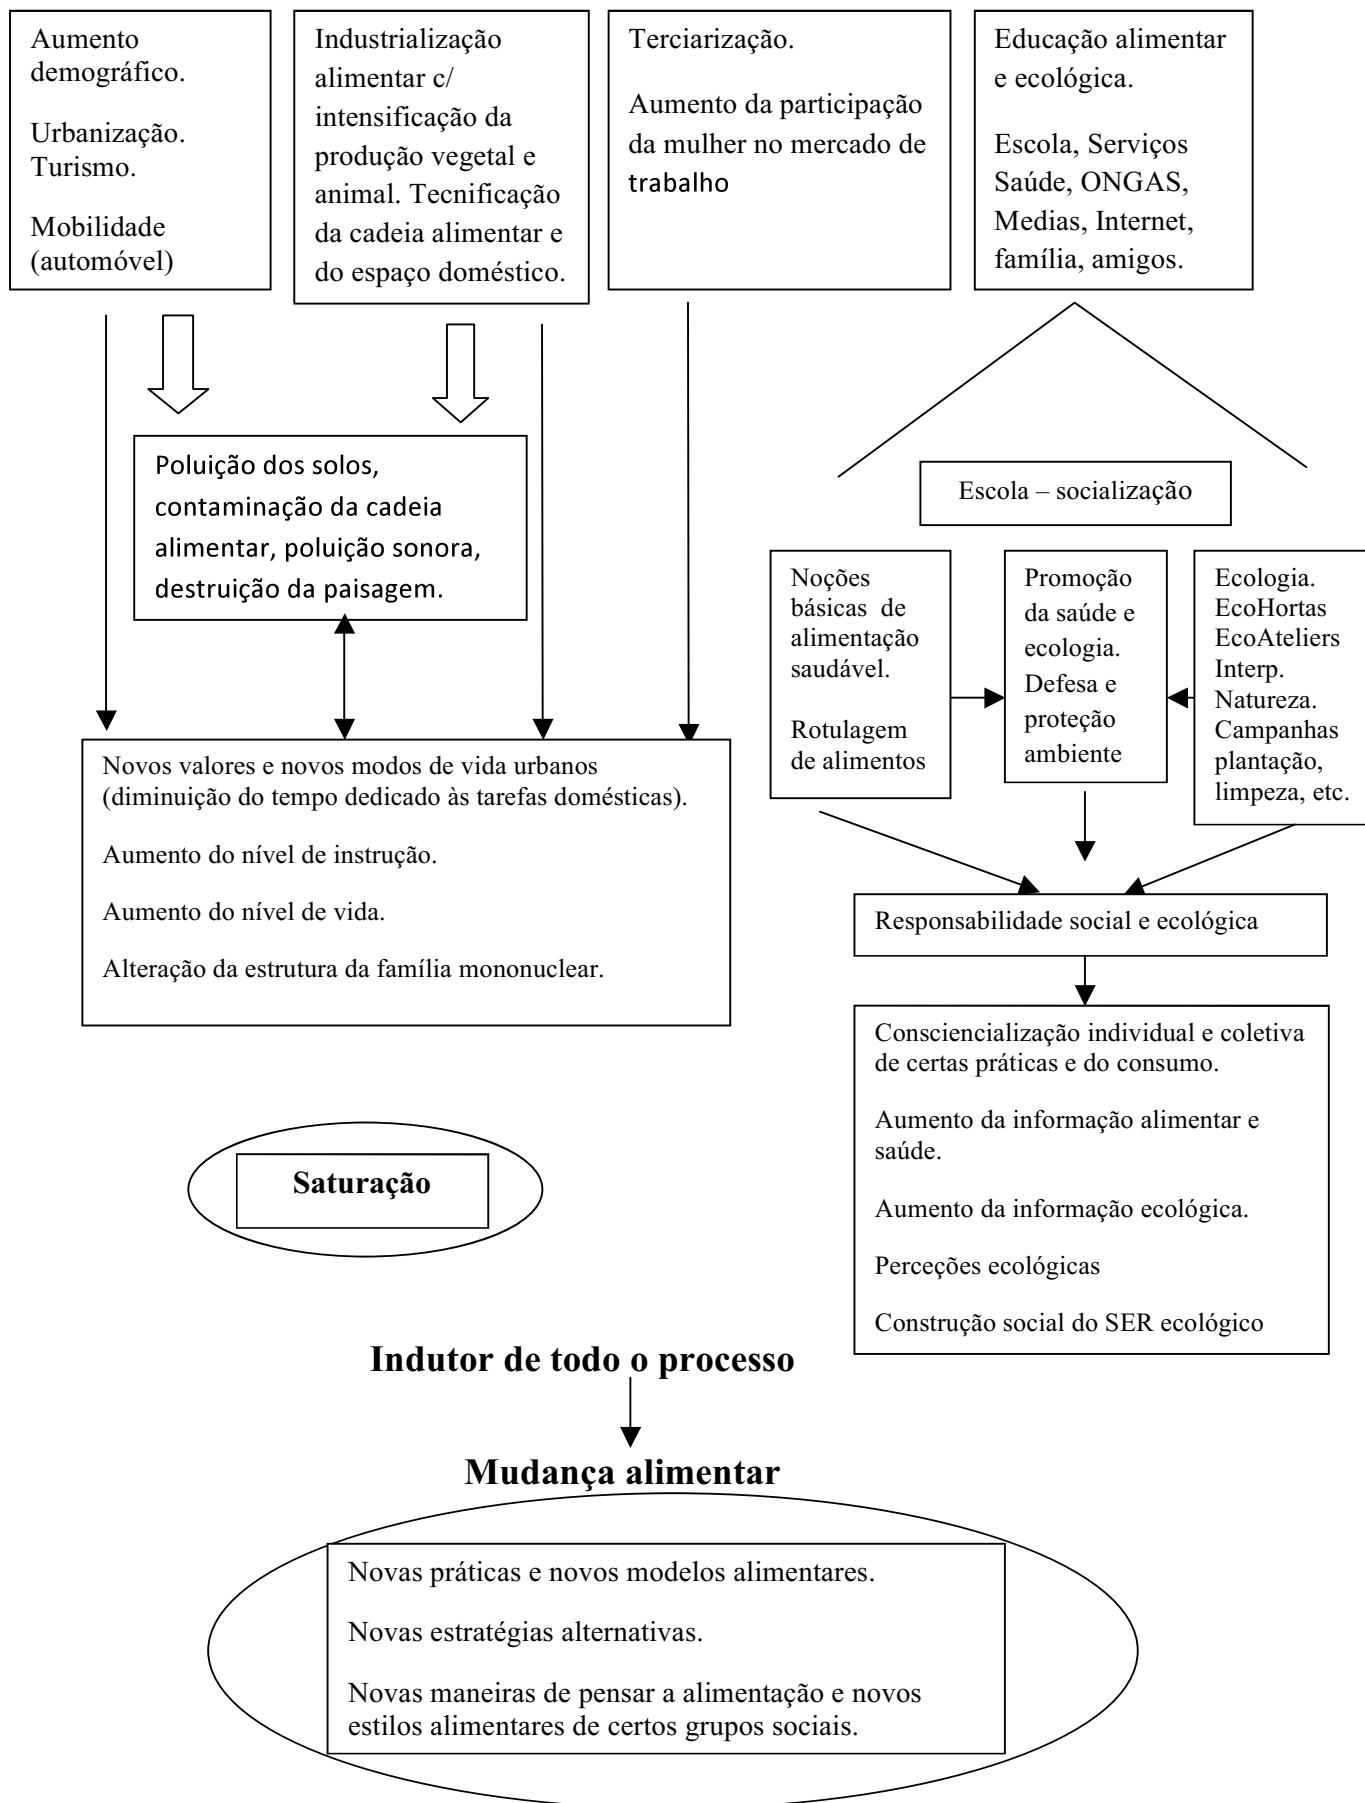 Aumento
demográfico.
Urbanização.
Turismo.
Mobilidade
(automóvel)
Industrialização
alimentar c/
intensificação da
produção vegetal e
animal. Tecnificação
da cadeia alimentar e
do espaço doméstico.
Terciarização.
Aumento da participação
da mulher no mercado de
trabalho
Educação alimentar
e ecológica.
Escola, Serviços
Saúde, ONGAS,
Medias, Internet,
família, amigos.
Poluição dos solos,
contaminação da cadeia
alimentar, poluição sonora,
destruição da paisagem.
Escola – socialização
Noções
básicas  de
alimentação
saudável.
Rotulagem
de alimentos
Promoção
da saúde e
ecologia.
Defesa e
proteção
ambiente
Ecologia.
EcoHortas
EcoAteliers
Interp.
Natureza.
Campanhas
plantação,
limpeza, etc.
Novos valores e novos modos de vida urbanos
(diminuição do tempo dedicado às tarefas domésticas).
Aumento do nível de instrução.
Aumento do nível de vida.
Alteração da estrutura da família mononuclear.
Responsabilidade social e ecológica
Consciencialização individual e coletiva
de certas práticas e do consumo.
Aumento da informação alimentar e
saúde.
Aumento da informação ecológica.
Perceções ecológicas
Construção social do SER ecológico
Saturação
Indutor de todo o processo
Mudança alimentar
Novas práticas e novos modelos alimentares.
Novas estratégias alternativas.
Novas maneiras de pensar a alimentação e novos
estilos alimentares de certos grupos sociais.